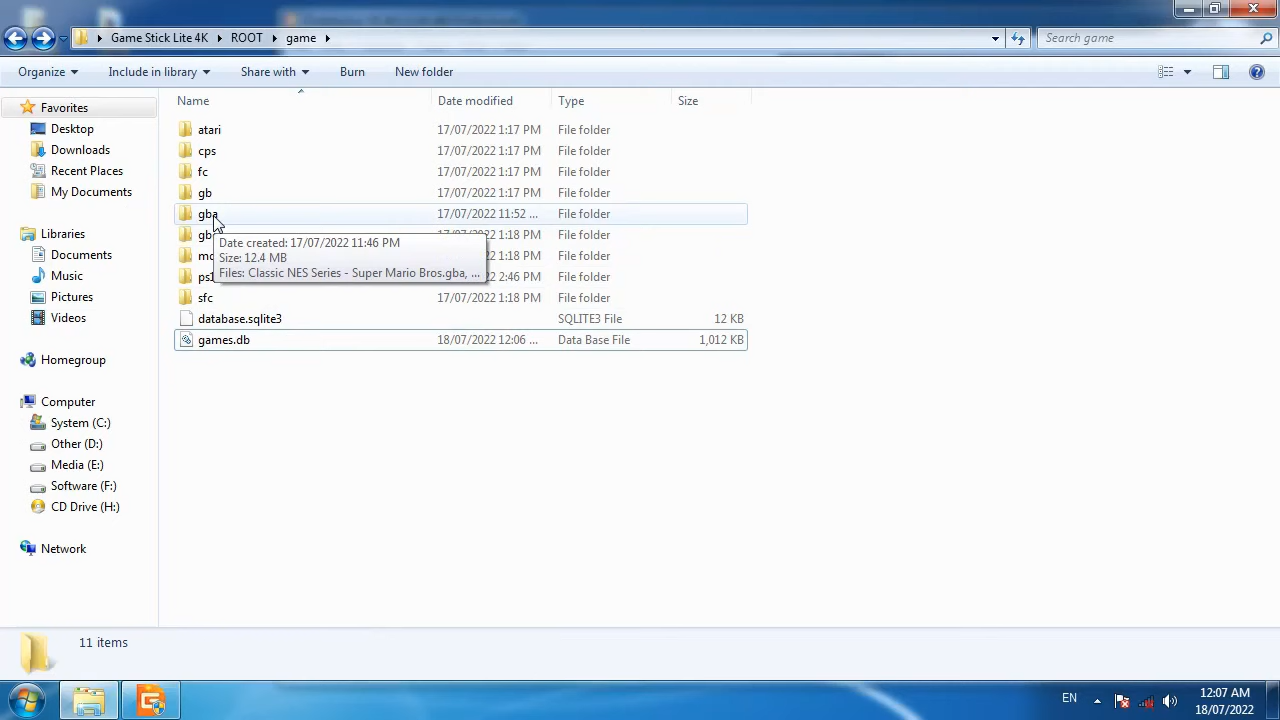 Game Stick Lite 4K ROOT game
Search game
Organize Include in library Share with Burn New folder
Name Date modified Type Size
Favorites
Desktop
Downloads
Recent Places
My Documents
Libraries
Documents
Music
Pictures
Videos
Homegroup
Computer
System (C:)
Other (D:)
Media (E:)
Software (F:)
CD Drive (H:)
Network
atari 17/07/2022 1:17 PM File folder
cps 17/07/2022 1:17 PM File folder
fc 17/07/2022 1:17 PM File folder
gb 17/07/2022 1:17 PM File folder
gba 17/07/2022 11:52 ... File folder
17/07/2022 1:18 PM File folder
17/07/2022 1:18 PM File folder
2:46 PM File folder
sfc 17/07/2022 1:18 PM File folder
database.sqlite3 SQLITE3 File 12 KB
games.db 18/07/2022 12:06 ... Data Base File 1,012 KB
Date created: 17/07/2022 11:46 PM
Size: 12.4 MB
Files: Classic NES Series - Super Mario Bros.gba, ...
11 items
EN
12:07 AM
18/07/2022